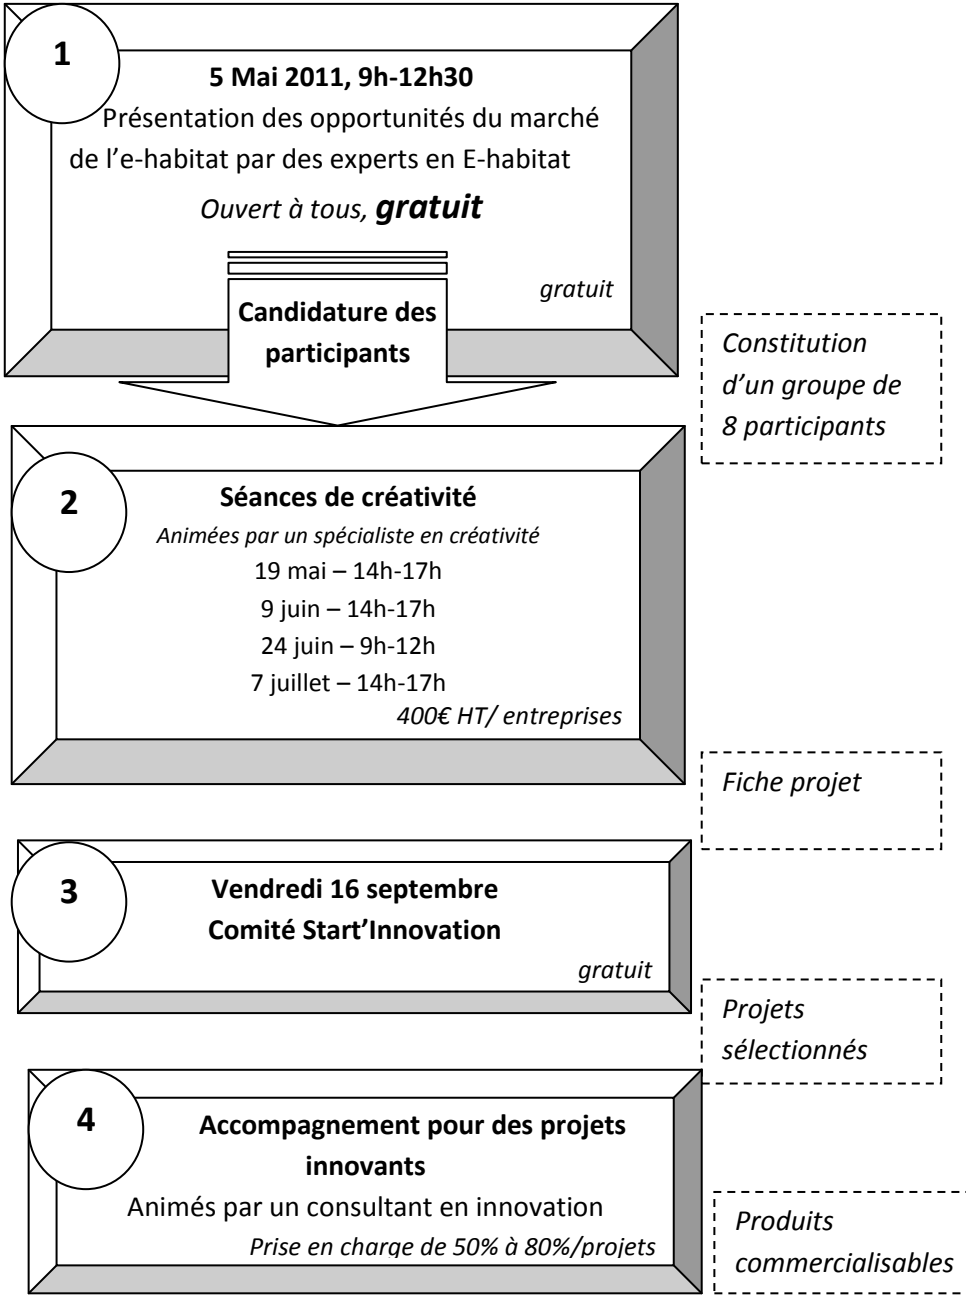 1
5 Mai 2011, 9h-12h30
Présentation des opportunités du marché
de l’e-habitat par des experts en E-habitat
Ouvert à tous, gratuit
gratuit
Candidature des
participants
Constitution
d’un groupe de
8 participants
2
Séances de créativité
Animées par un spécialiste en créativité
19 mai – 14h-17h
9 juin – 14h-17h
24 juin – 9h-12h
7 juillet – 14h-17h
400€ HT/ entreprises
Fiche projet
3
Vendredi 16 septembre
Comité Start’Innovation
gratuit
Projets
sélectionnés
4
Accompagnement pour des projets
innovants
Animés par un consultant en innovation
Prise en charge de 50% à 80%/projets
Produits
commercialisables